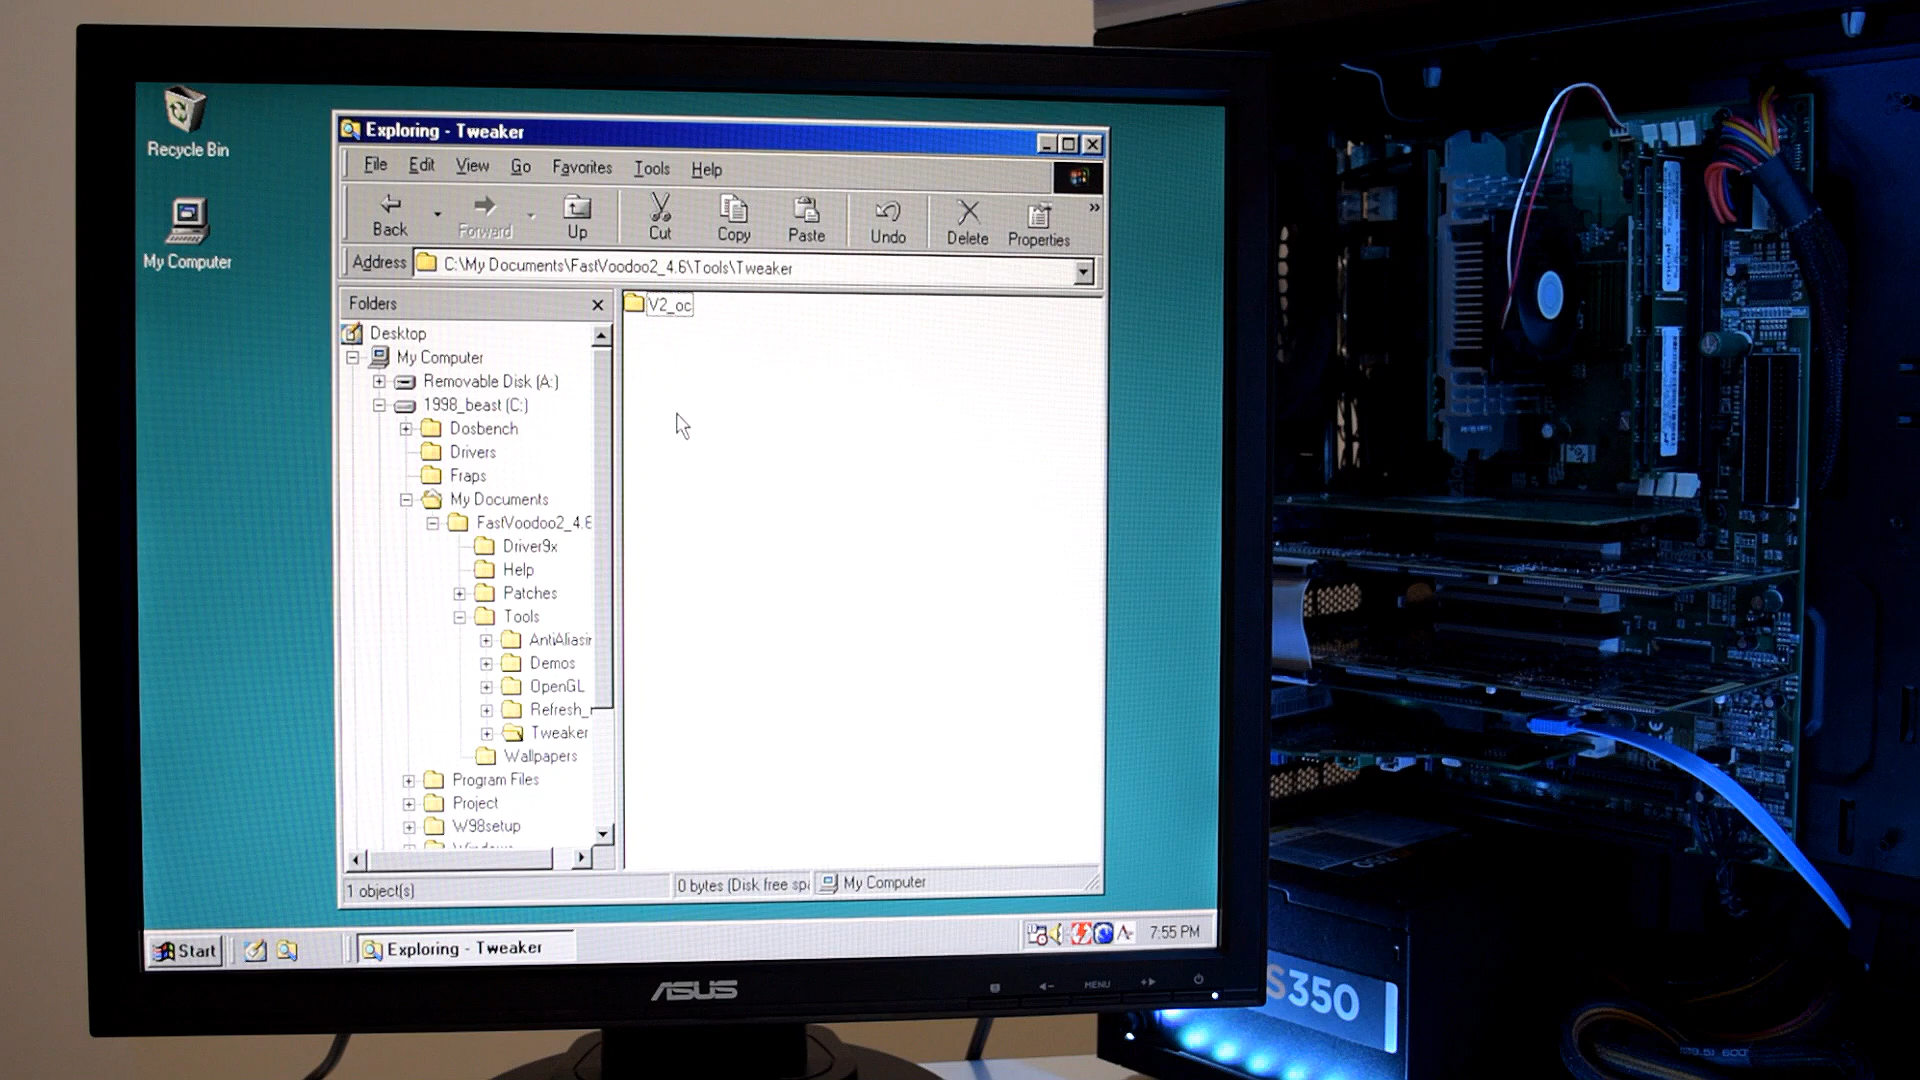 Recycle Bin
My Computer
Exploring - Tweaker
File Edit View Go Favorites Tools Help
Back Forward Up Cut Copy Paste Undo Delete Properties »
Address C:\My Documents\FastVoodoo2_4.6\Tools\Tweaker
Folders
V2_oc
Desktop
My Computer
Removable Disk (A:)
1998_beast (C:)
Dosbench
Drivers
Fraps
My Documents
FastVoodoo2_4.6
Driver9x
Help
Patches
Tools
AntiAliasin
Demos
OpenGL
Refresh_
Tweaker
Wallpapers
Program Files
Project
W98setup
Windows
1 object(s)
0 bytes (Disk free spa
My Computer
Start
Exploring - Tweaker
7:55 PM
ASUS
MENU
S350